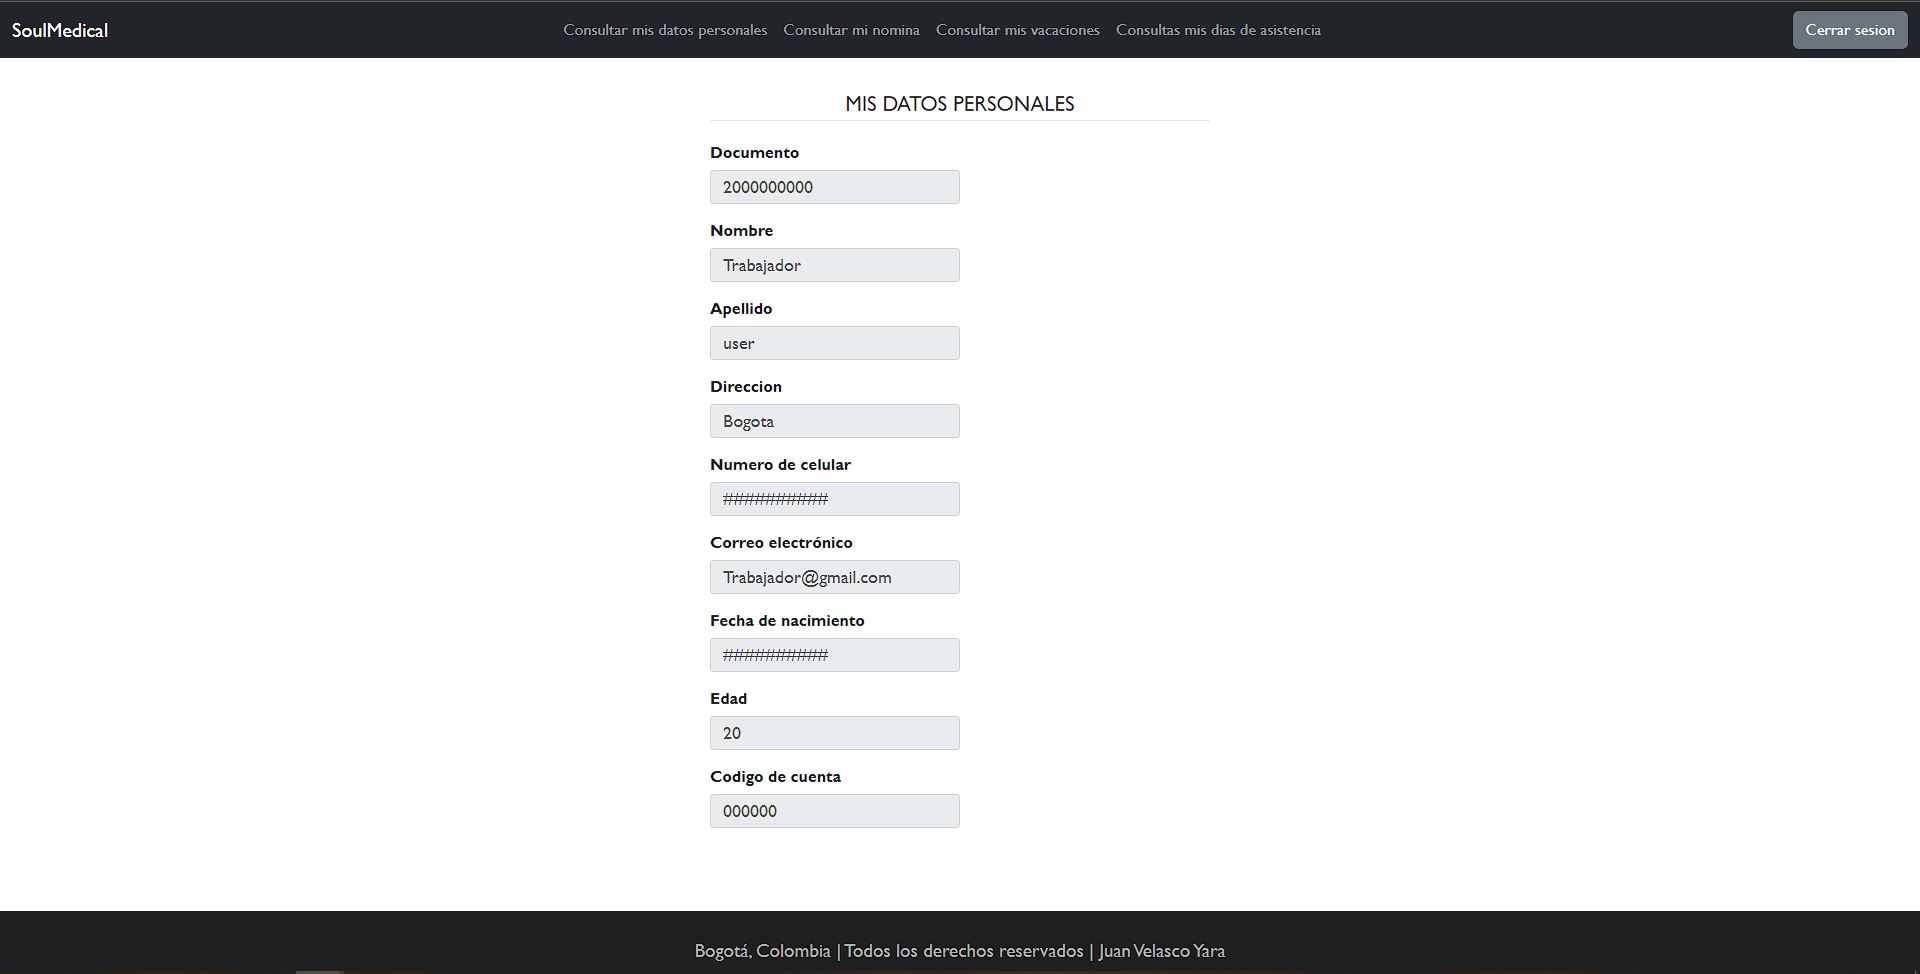 SoulMedical
Consultar mis datos personales Consultar mi nomina Consultar mis vacaciones Consultas mis dias de asistencia
Cerrar sesion
MIS DATOS PERSONALES
Documento
2000000000
Nombre
Trabajador
Apellido
user
Direccion
Bogota
Numero de celular
##########
Correo electrónico
Trabajador@gmail.com
Fecha de nacimiento
##########
Edad
20
Codigo de cuenta
000000
Bogotá, Colombia | Todos los derechos reservados | Juan Velasco Yara